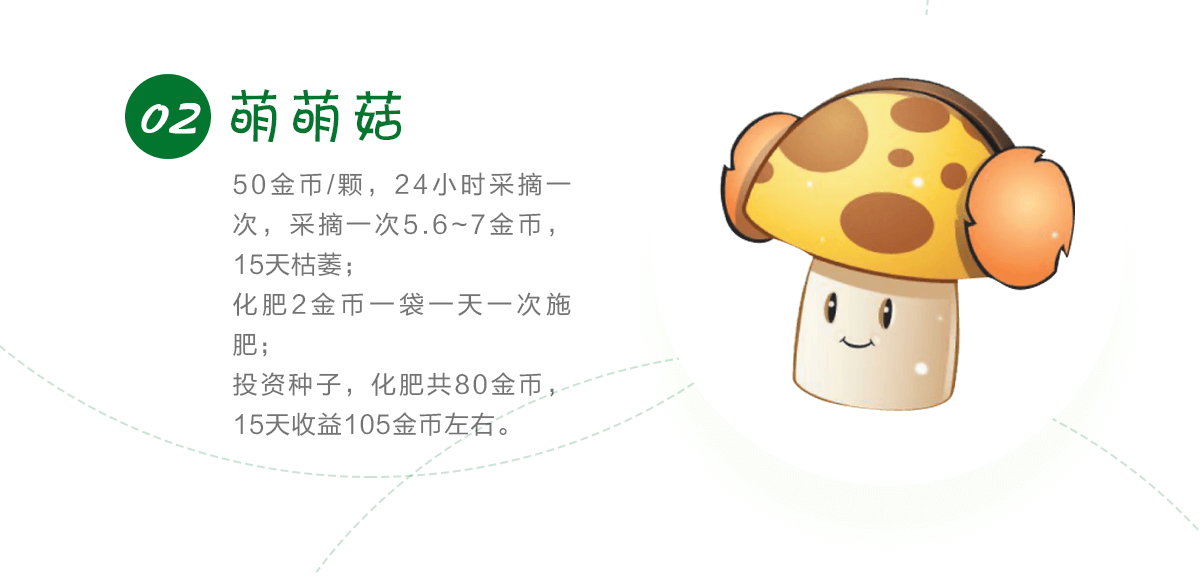 02 萌萌菇
50金币/颗，24小时采摘一
次，采摘一次5.6~7金币，
15天枯萎；
化肥2金币一袋一天一次施
肥；
投资种子，化肥共80金币，
15天收益105金币左右。